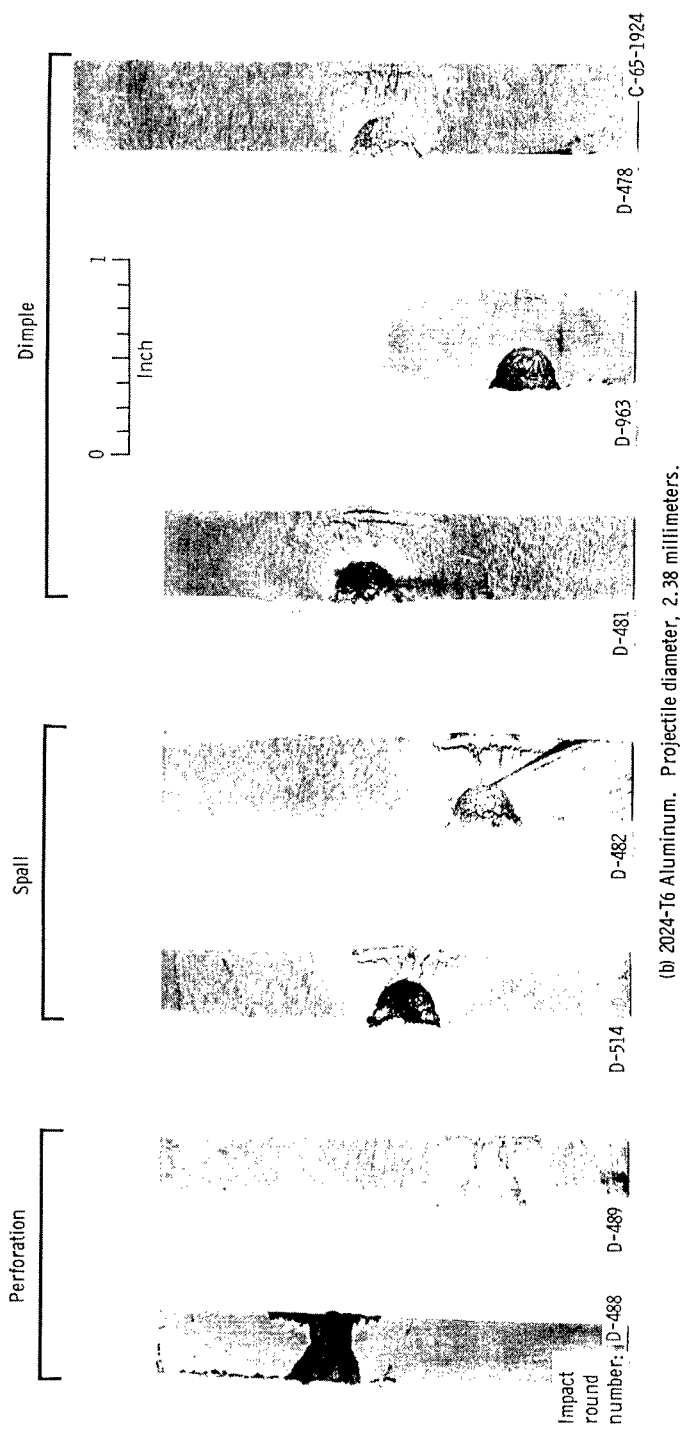 Perforation
Spall
Dimple
0 1
Inch
Impact
round
number: D-488
D-489
D-514
D-482
D-481
D-963
D-478
C-65-1924
(b) 2024-T6 Aluminum. Projectile diameter, 2.38 millimeters.